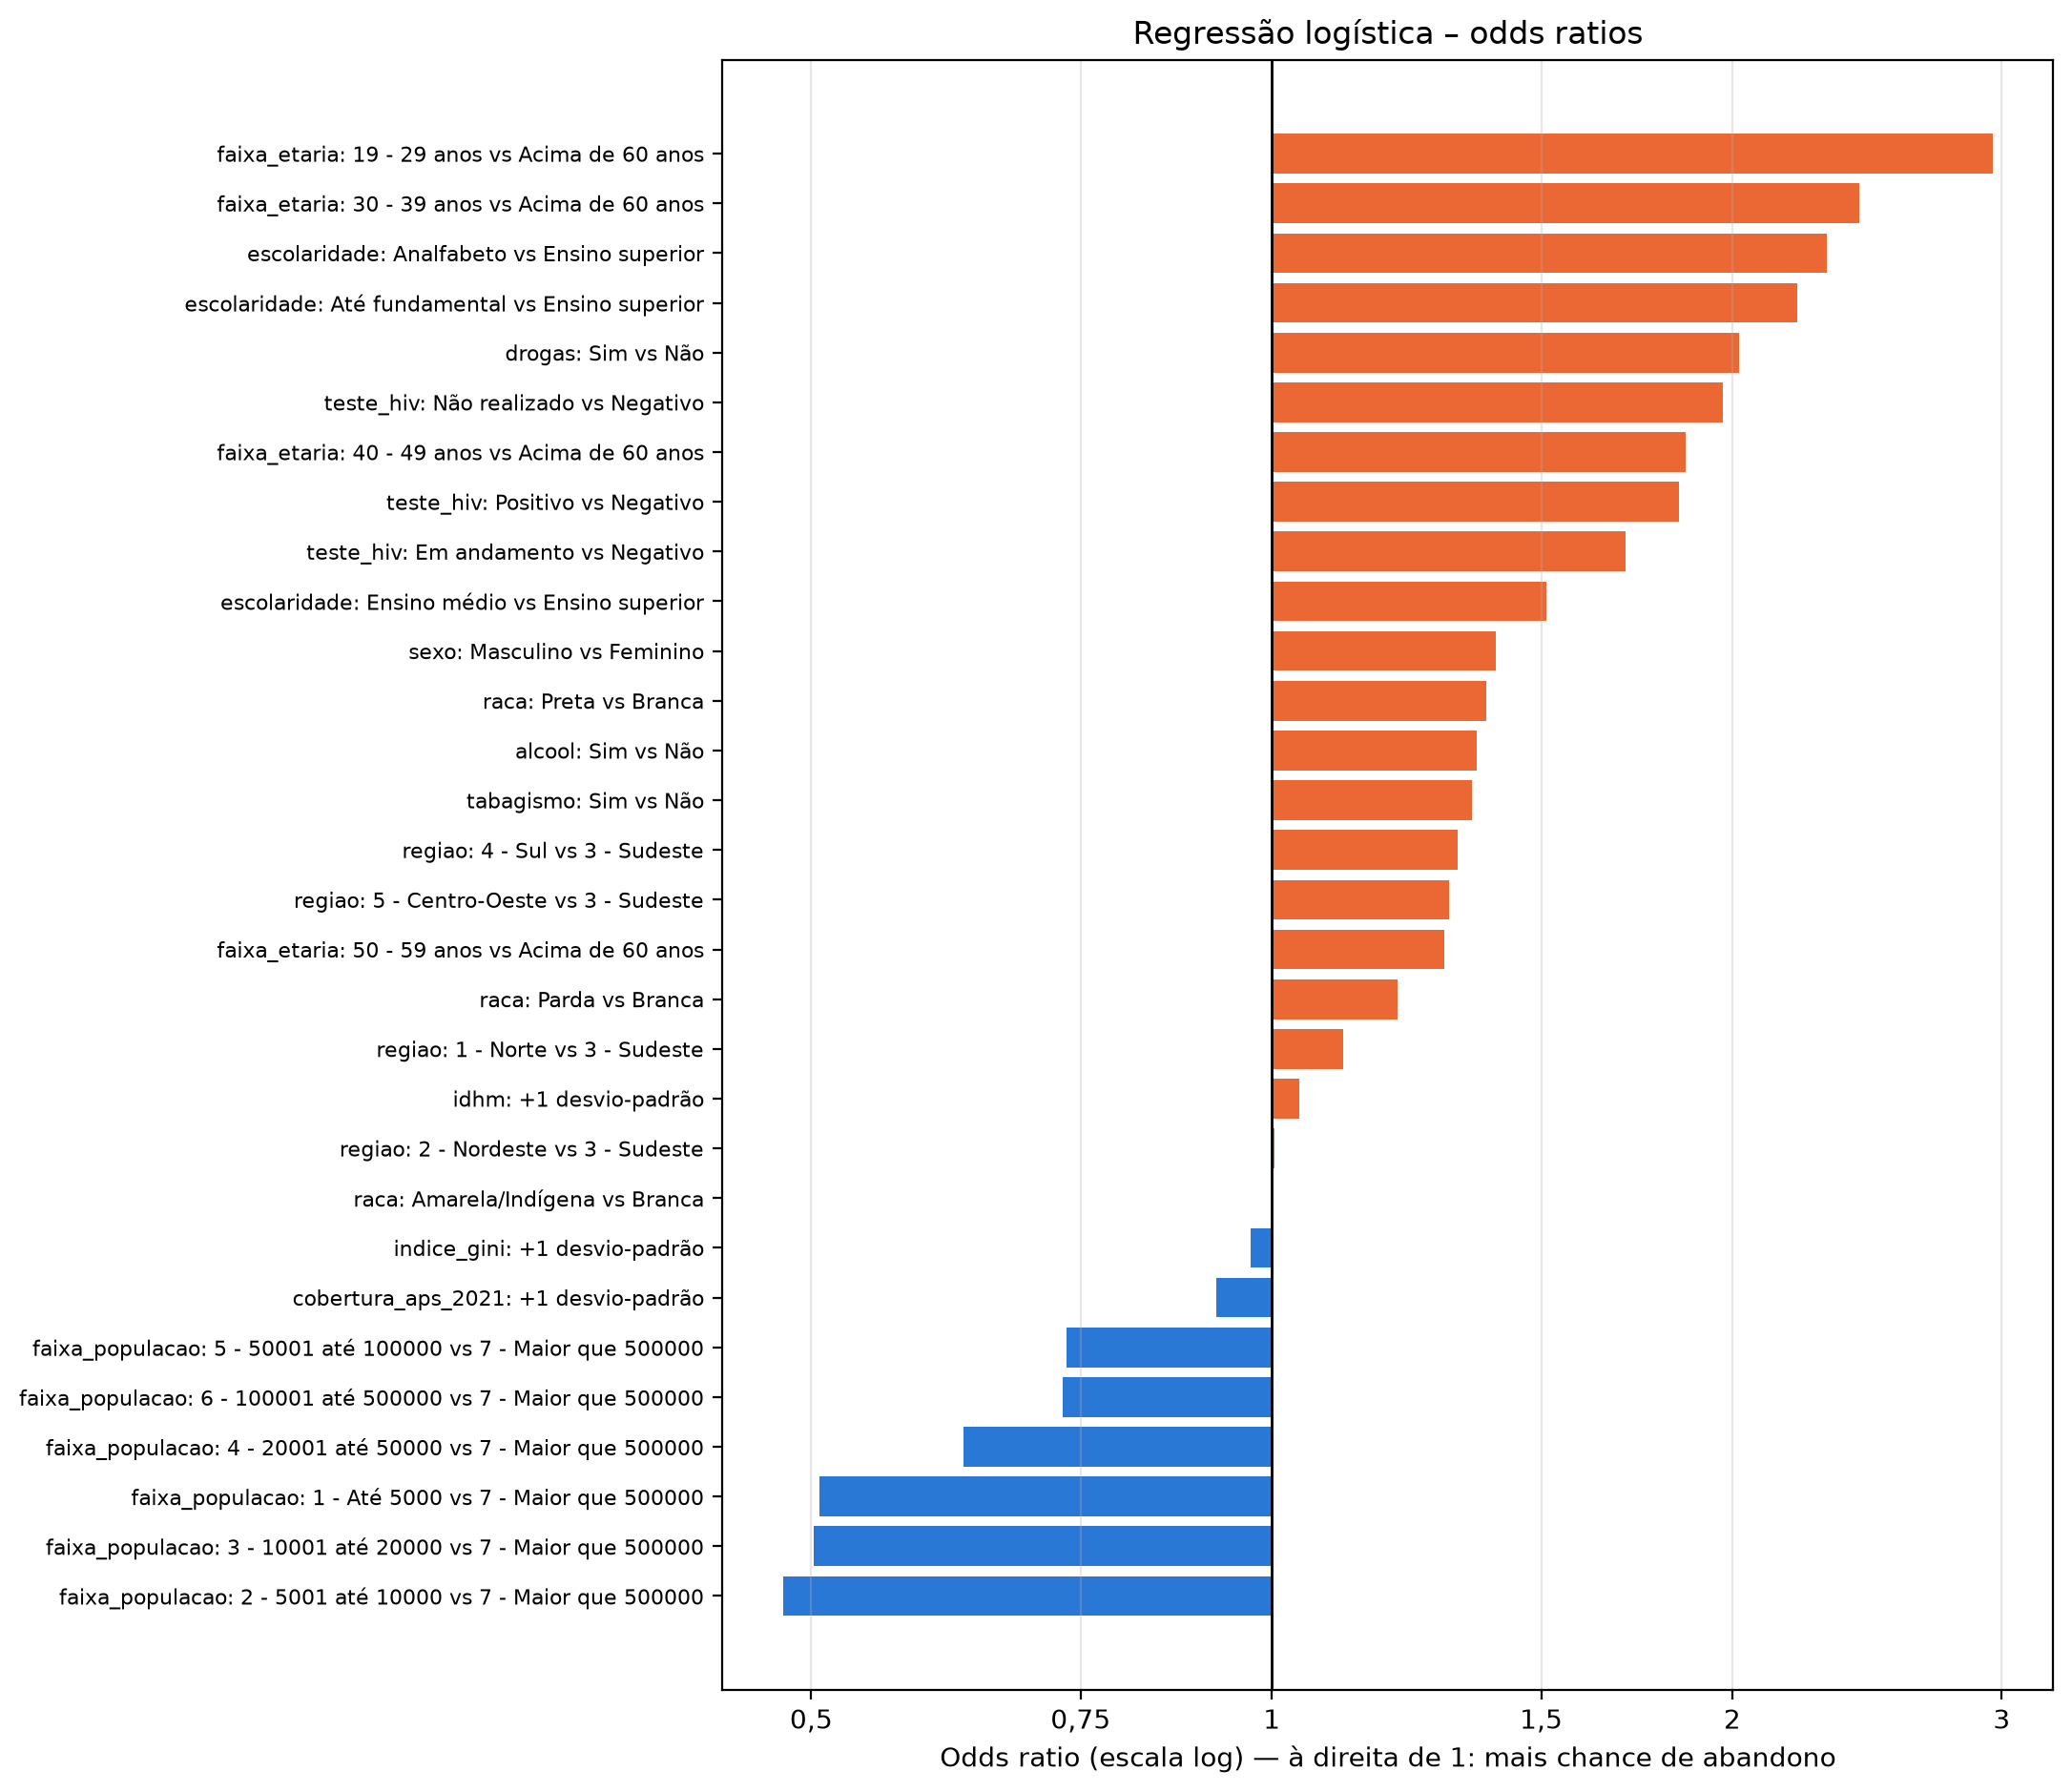 Regressão logística – odds ratios
faixa_etaria: 19 - 29 anos vs Acima de 60 anos
faixa_etaria: 30 - 39 anos vs Acima de 60 anos
escolaridade: Analfabeto vs Ensino superior
escolaridade: Até fundamental vs Ensino superior
drogas: Sim vs Não
teste_hiv: Não realizado vs Negativo
faixa_etaria: 40 - 49 anos vs Acima de 60 anos
teste_hiv: Positivo vs Negativo
teste_hiv: Em andamento vs Negativo
escolaridade: Ensino médio vs Ensino superior
sexo: Masculino vs Feminino
raca: Preta vs Branca
alcool: Sim vs Não
tabagismo: Sim vs Não
regiao: 4 - Sul vs 3 - Sudeste
regiao: 5 - Centro-Oeste vs 3 - Sudeste
faixa_etaria: 50 - 59 anos vs Acima de 60 anos
raca: Parda vs Branca
regiao: 1 - Norte vs 3 - Sudeste
idhm: +1 desvio-padrão
regiao: 2 - Nordeste vs 3 - Sudeste
raca: Amarela/Indígena vs Branca
indice_gini: +1 desvio-padrão
cobertura_aps_2021: +1 desvio-padrão
faixa_populacao: 5 - 50001 até 100000 vs 7 - Maior que 500000
faixa_populacao: 6 - 100001 até 500000 vs 7 - Maior que 500000
faixa_populacao: 4 - 20001 até 50000 vs 7 - Maior que 500000
faixa_populacao: 1 - Até 5000 vs 7 - Maior que 500000
faixa_populacao: 3 - 10001 até 20000 vs 7 - Maior que 500000
faixa_populacao: 2 - 5001 até 10000 vs 7 - Maior que 500000
0,5 0,75 1 1,5 2 3
Odds ratio (escala log) — à direita de 1: mais chance de abandono